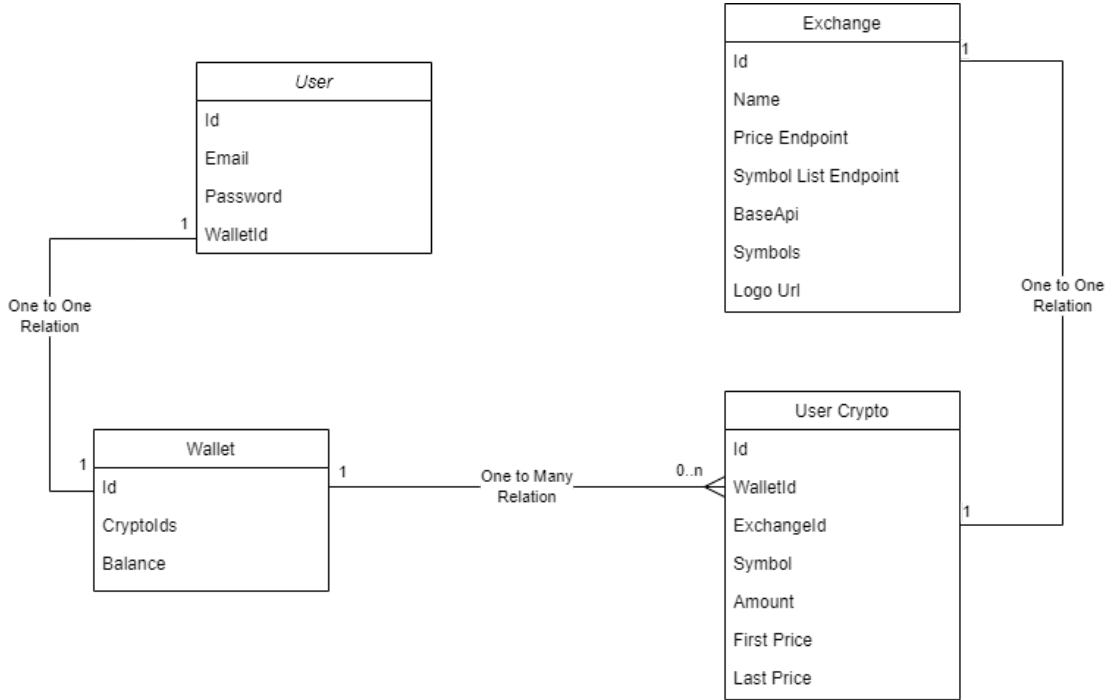 Exchange
1
Id
Name
Price Endpoint
Symbol List Endpoint
BaseApi
Symbols
Logo Url
User
Id
Email
Password
WalletId
1
One to One
Relation
One to One
Relation
User Crypto
Id
WalletId
ExchangeId
Symbol
Amount
First Price
Last Price
1
Wallet
Id
CryptoIds
Balance
1
1
One to Many
Relation
0..n